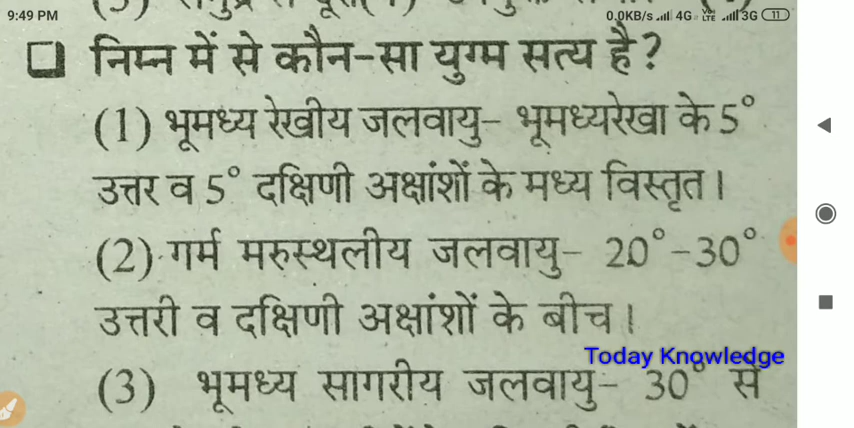 9:49 PM 0.0KB/s 4G VoLTE 3G 11
निम्न में से कौन-सा युग्म सत्य है?
(1) भूमध्य रेखीय जलवायु- भूमध्यरेखा के 5°
उत्तर व 5° दक्षिणी अक्षांशों के मध्य विस्तृत।
(2) गर्म मरुस्थलीय जलवायु- 20°-30°
उत्तरी व दक्षिणी अक्षांशों के बीच।
Today Knowledge
(3) भूमध्य सागरीय जलवायु- 30° से